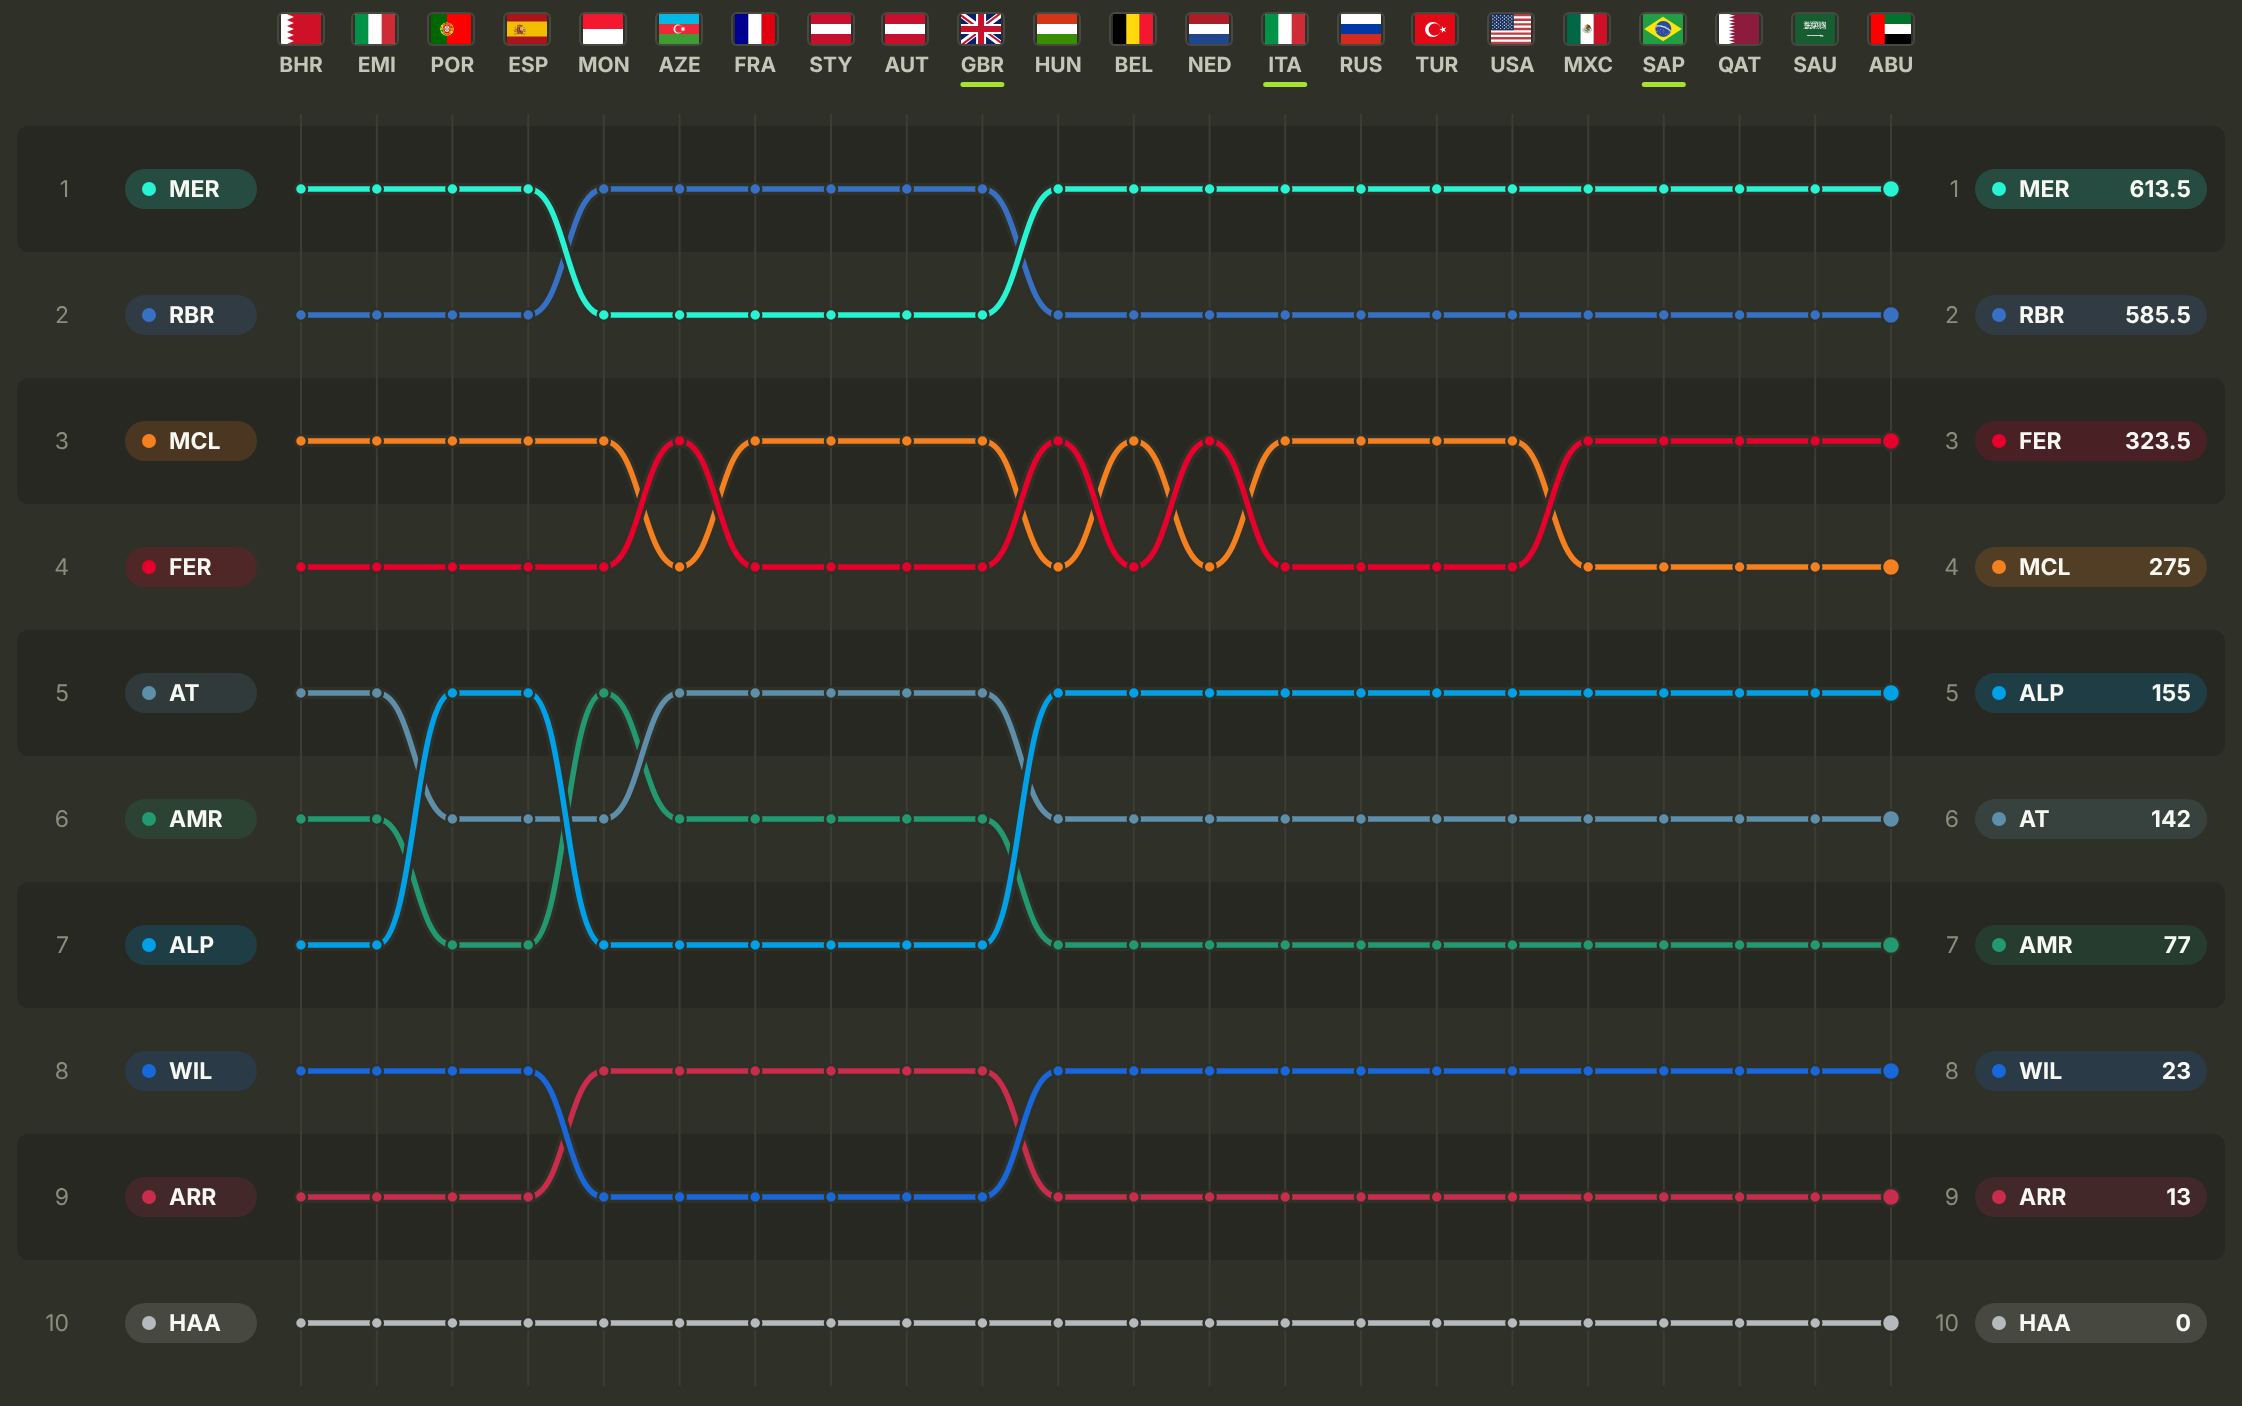 BHR EMI POR ESP MON AZE FRA STY AUT GBR HUN BEL NED ITA RUS TUR USA MXC SAP QAT SAU ABU
1 MER 1 MER 613.5
2 RBR 2 RBR 585.5
3 MCL 3 FER 323.5
4 FER 4 MCL 275
5 AT 5 ALP 155
6 AMR 6 AT 142
7 ALP 7 AMR 77
8 WIL 8 WIL 23
9 ARR 9 ARR 13
10 HAA 10 HAA 0